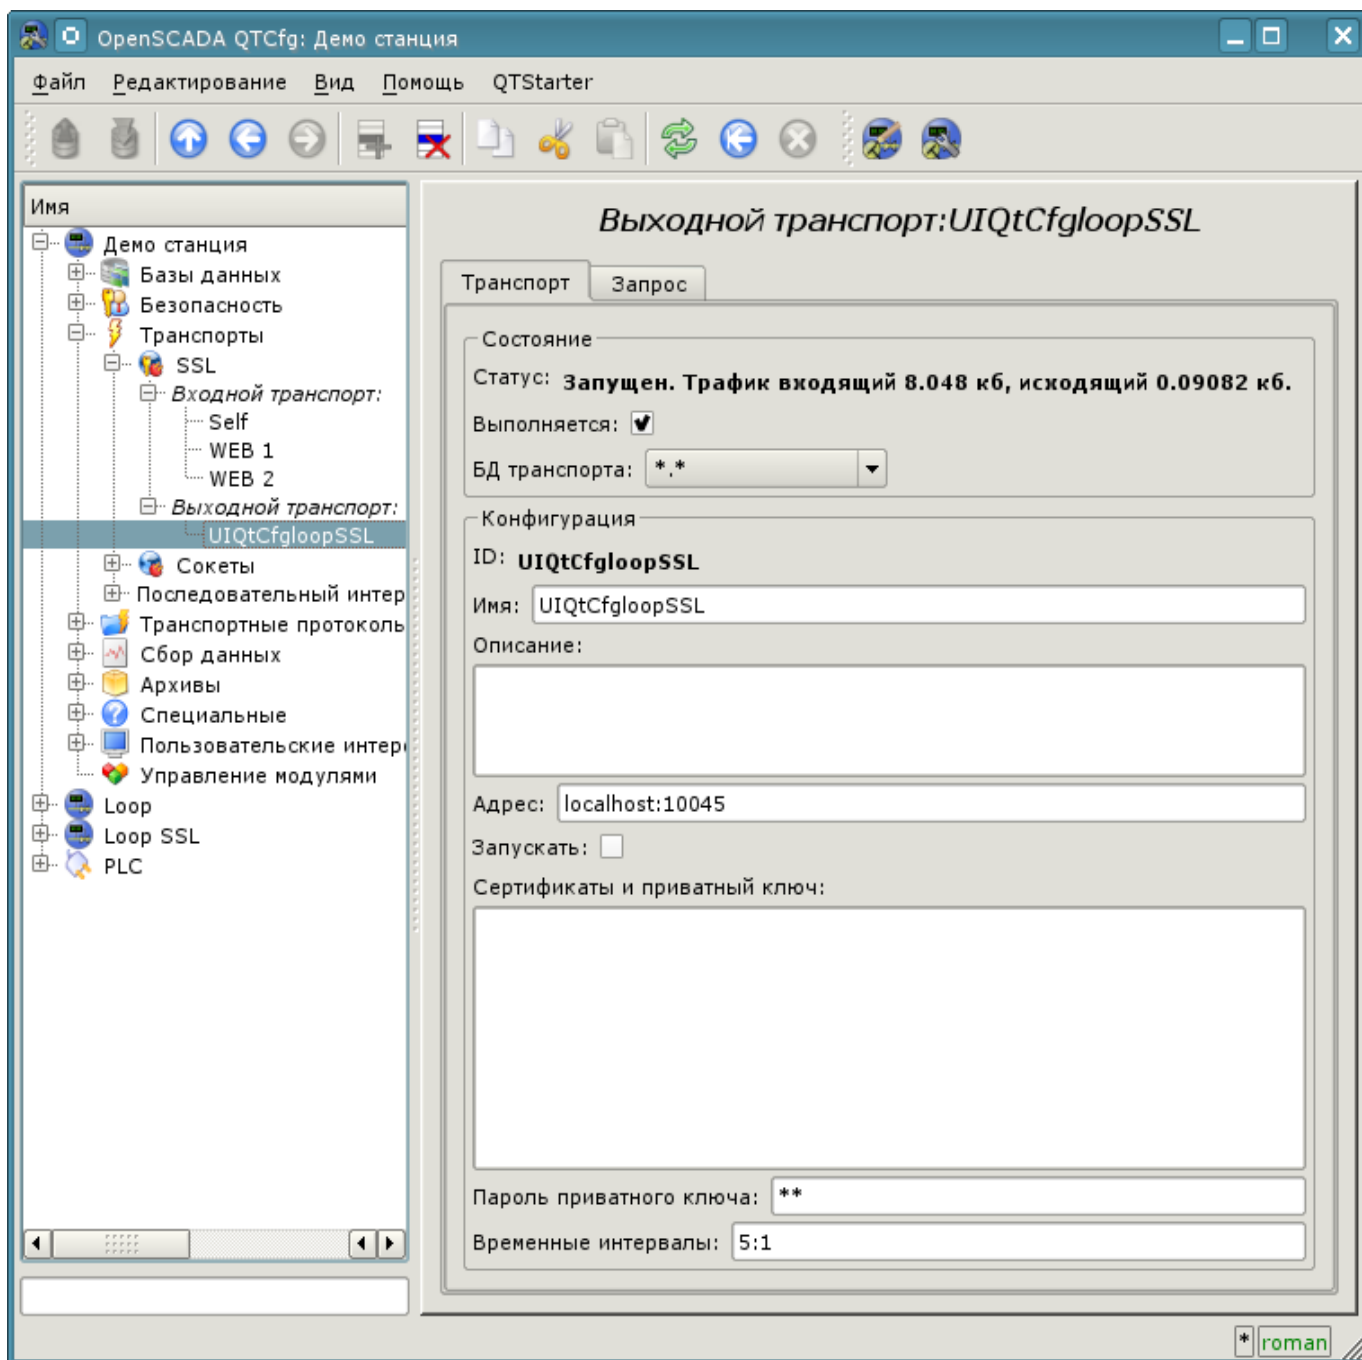 OpenSCADA QTCfg: Демо станция
Файл Редактирование Вид Помощь QTStarter
Имя
Демо станция
Базы данных
Безопасность
Транспорты
SSL
Входной транспорт:
Self
WEB 1
WEB 2
Выходной транспорт:
UIQtCfgloopSSL
Сокеты
Последовательный интер
Транспортные протоколь
Сбор данных
Архивы
Специальные
Пользовательские интер
Управление модулями
Loop
Loop SSL
PLC
Выходной транспорт:UIQtCfgloopSSL
Транспорт Запрос
Состояние
Статус: Запущен. Трафик входящий 8.048 кб, исходящий 0.09082 кб.
Выполняется:
БД транспорта: *.*
Конфигурация
ID: UIQtCfgloopSSL
Имя: UIQtCfgloopSSL
Описание:
Адрес: localhost:10045
Запускать:
Сертификаты и приватный ключ:
Пароль приватного ключа: **
Временные интервалы: 5:1
* roman